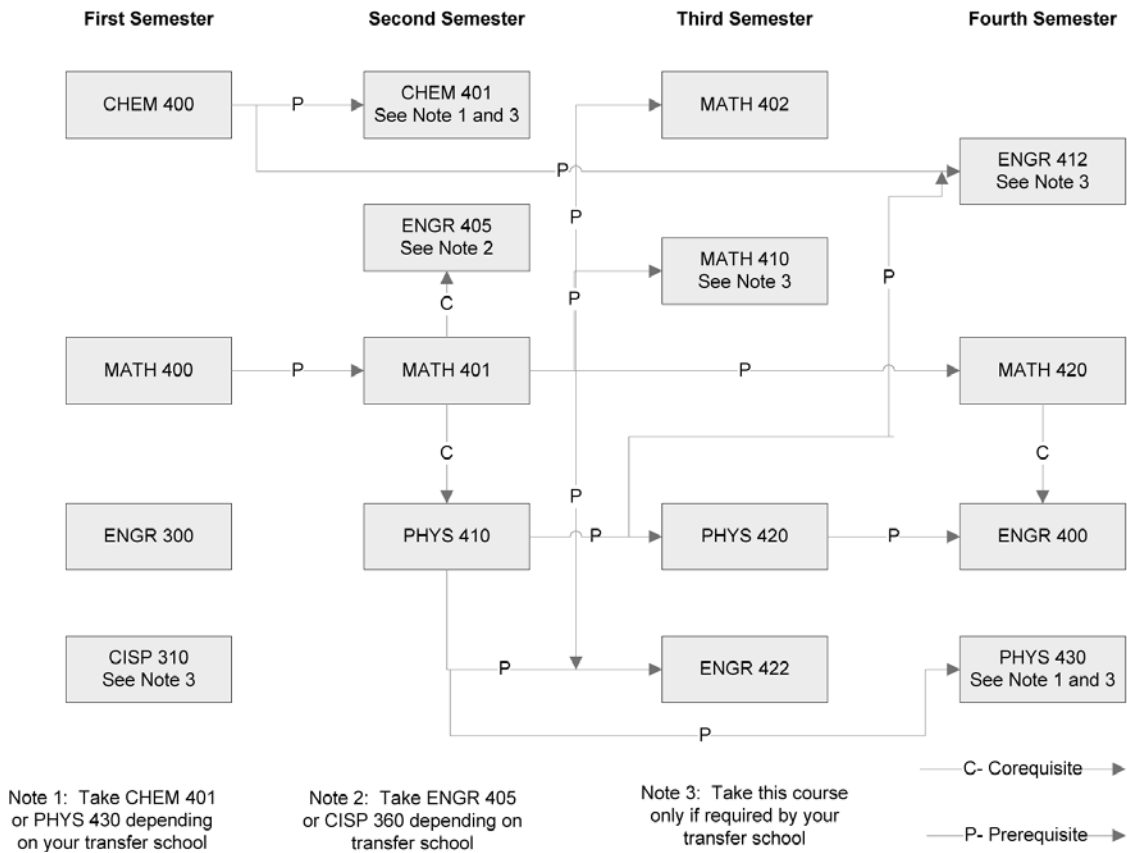 First Semester
Second Semester
Third Semester
Fourth Semester
CHEM 400
P
CHEM 401
See Note 1 and 3
MATH 402
P
ENGR 412
See Note 3
P
ENGR 405
See Note 2
MATH 410
See Note 3
P
C
P
MATH 400
P
MATH 401
P
MATH 420
C
C
P
ENGR 300
PHYS 410
P
PHYS 420
P
ENGR 400
CISP 310
See Note 3
P
ENGR 422
PHYS 430
See Note 1 and 3
P
C- Corequisite
P- Prerequisite
Note 1: Take CHEM 401
or PHYS 430 depending
on your transfer school
Note 2: Take ENGR 405
or CISP 360 depending on
transfer school
Note 3: Take this course
only if required by your
transfer school